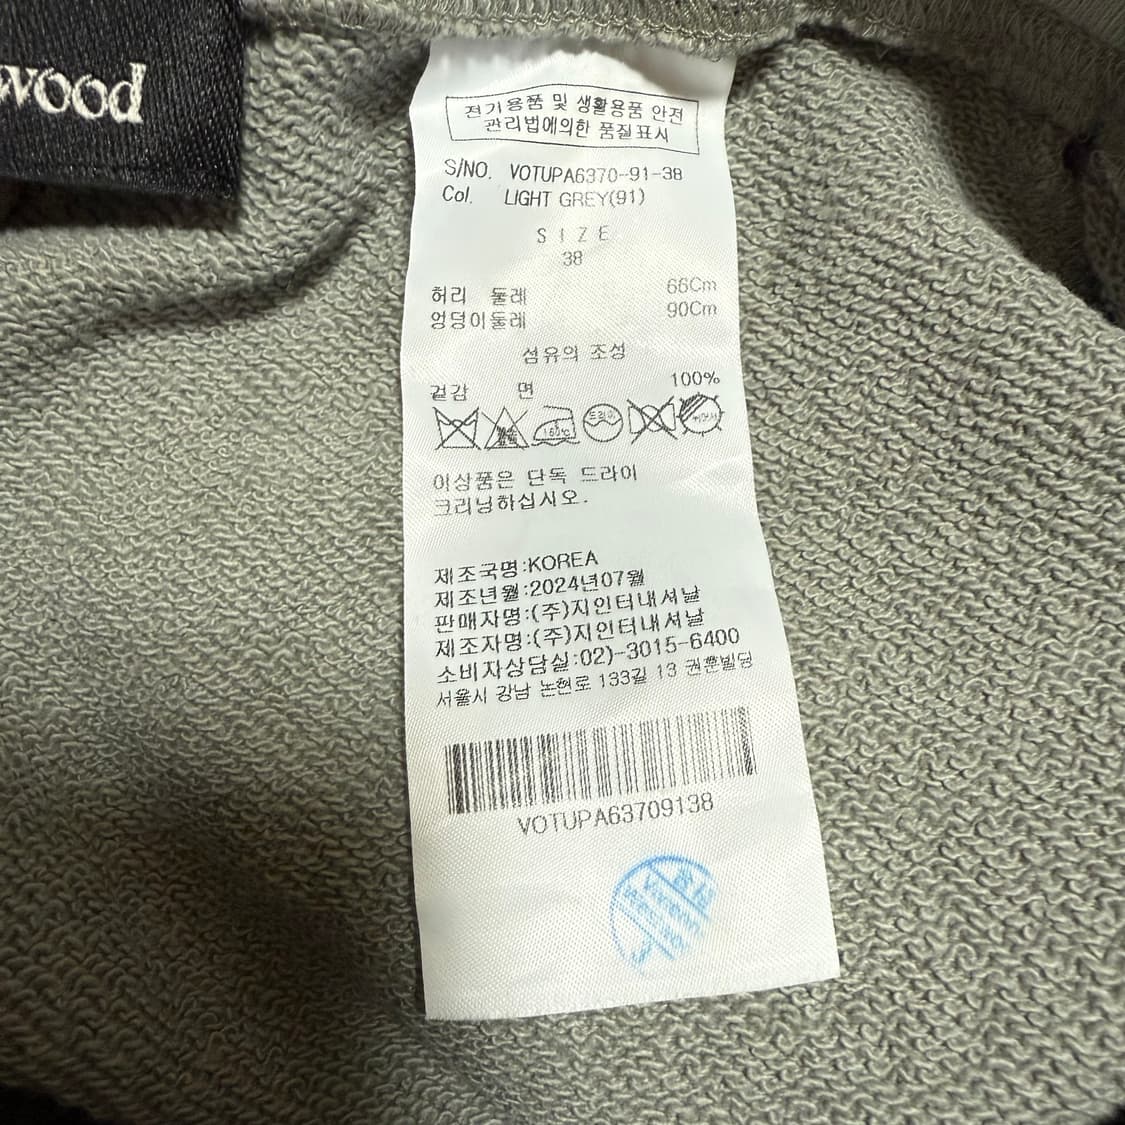 wood
전기용품 및 생활용품 안전
관리법에의한 품질표시
S/NO. VOTUPA6370-91-38
Col. LIGHT GREY(91)
SIZE
38
허리 둘레 66Cm
엉덩이둘레 90Cm
섬유의 조성
겉감 면 100%
160℃ 드라이
이상품은 단독 드라이
크리닝하십시오.
제조국명:KOREA
제조년월:2024년07월
판매자명:(주)지인터내셔날
제조자명:(주)지인터내셔날
소비자상담실:02)-3015-6400
서울시 강남 논현로 133길 13 권훈빌딩
VOTUPA63709138